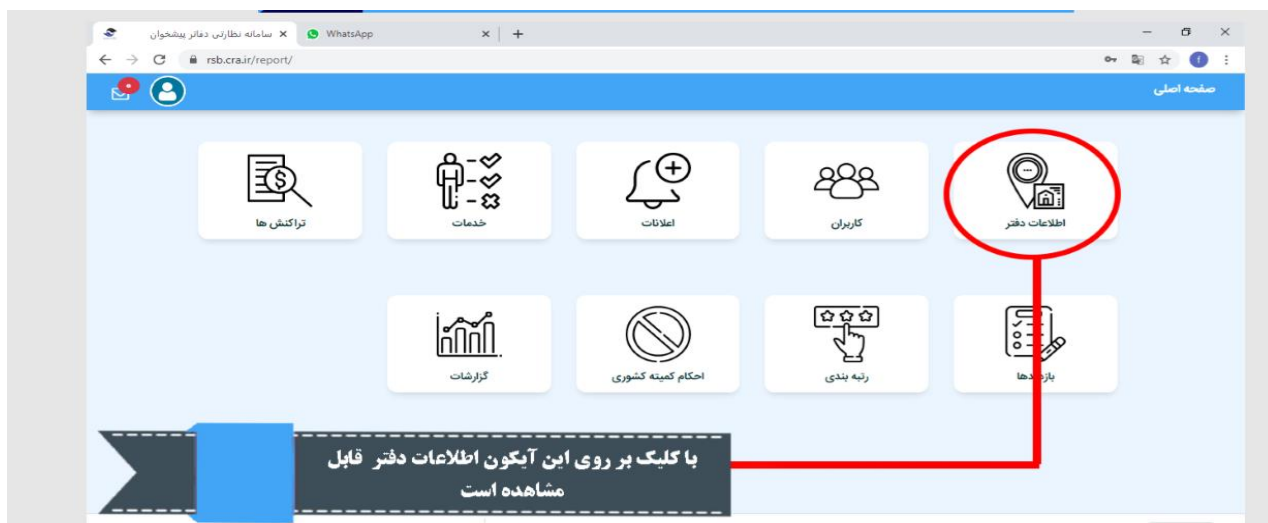 سامانه نظارتی دفاتر پیشخوان
WhatsApp
rsb.cra.ir/report/
f
صفحه اصلی
اطلاعات دفتر
کاربران
اعلانات
خدمات
تراکنش ها
بازدیدها
رتبه بندی
احکام کمیته کشوری
گزارشات
با کلیک بر روی این آیکون اطلاعات دفتر قابل
مشاهده است